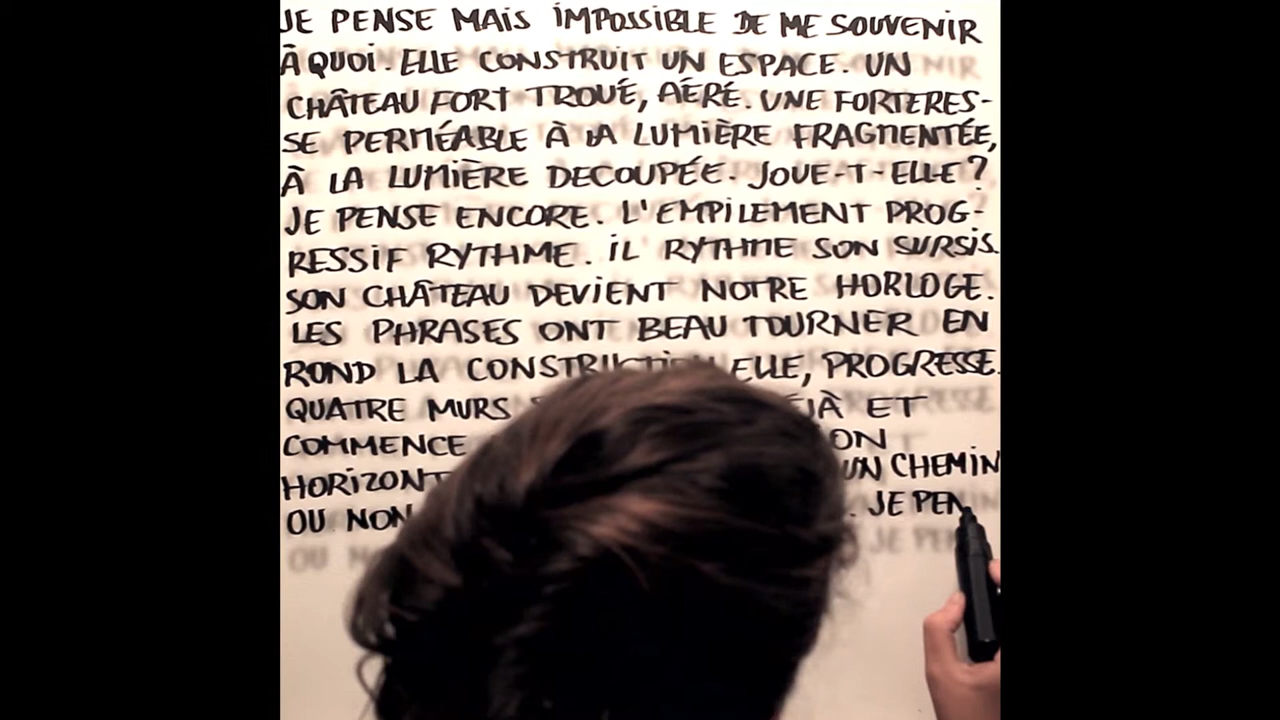 JE PENSE MAIS IMPOSSIBLE DE ME SOUVENIR
À QUOI. ELLE CONSTRUIT UN ESPACE. UN
CHÂTEAU FORT TROUÉ, AÉRÉ. UNE FORTERES-
SE PERMÉABLE À LA LUMIÈRE FRAGMENTÉE,
À LA LUMIÈRE DECOUPÉE. JOUE-T-ELLE?
JE PENSE ENCORE. L'EMPILEMENT PROG-
RESSIF RYTHME. IL RYTHME SON SURSIS.
SON CHÂTEAU DEVIENT NOTRE HORLOGE.
LES PHRASES ONT BEAU TOURNER EN
ROND LA CONSTRUCTION ELLE, PROGRESSE.
QUATRE MURS ET
COMMENCE
HORIZONT UN CHEMIN
OU NON . JE PEN